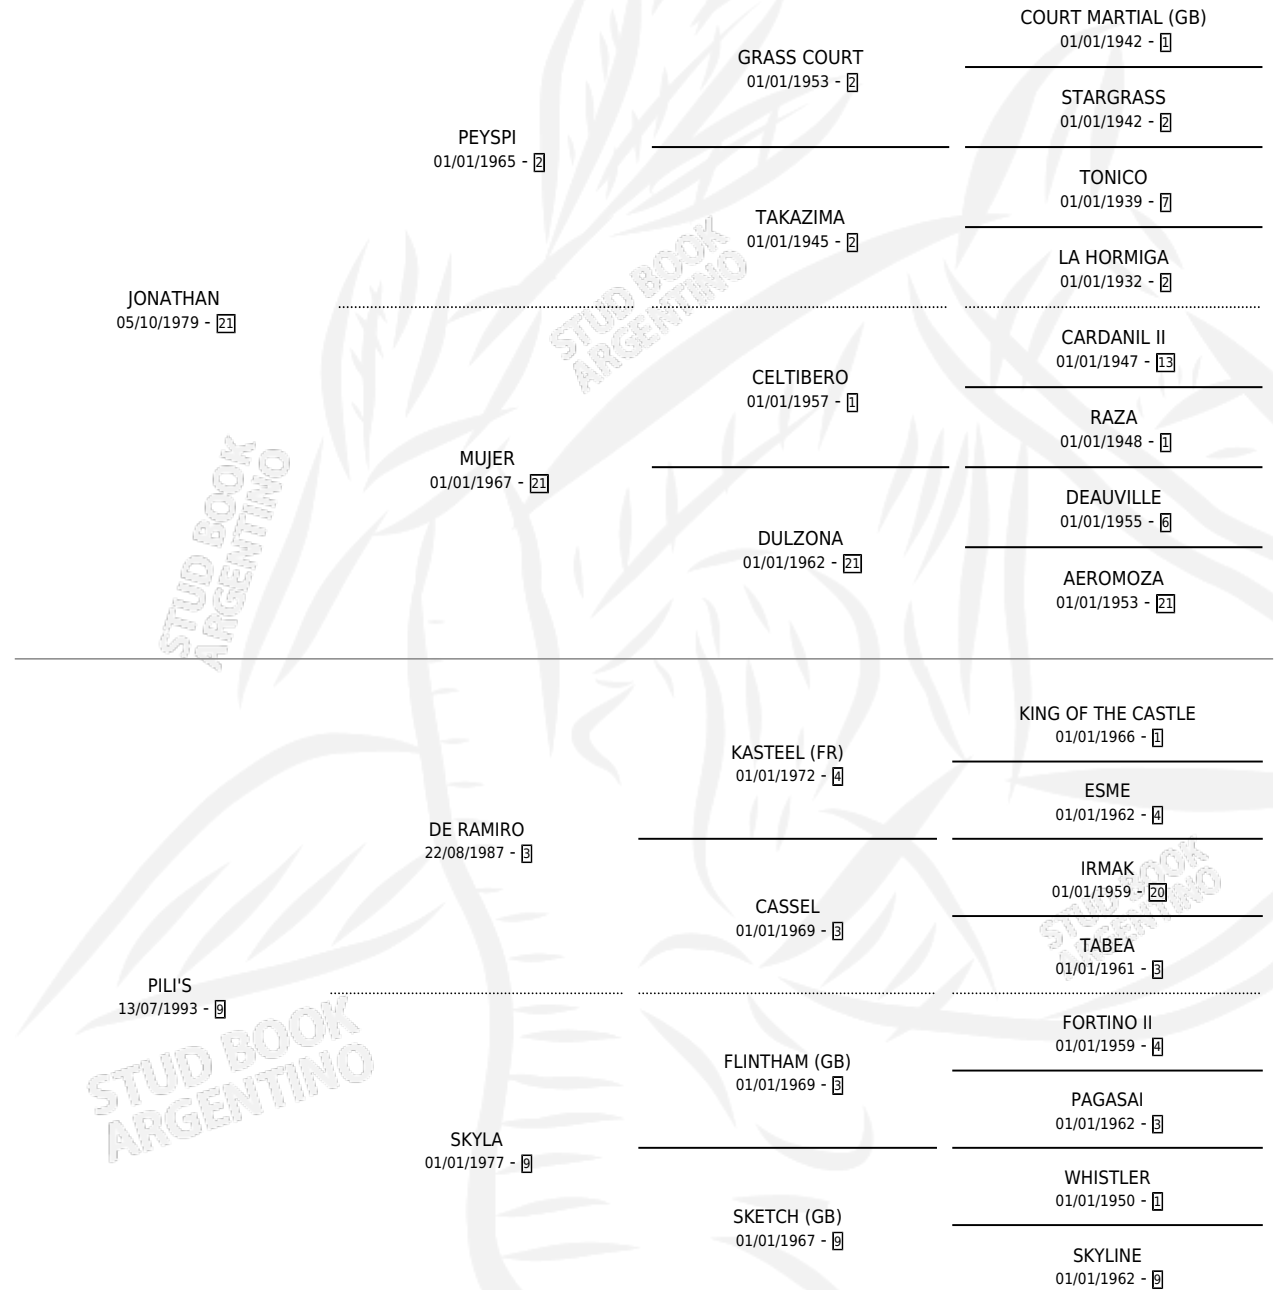 COURT MARTIAL (GB)
01/01/1942 - 1
GRASS COURT
01/01/1953 - 2
STARGRASS
01/01/1942 - 2
PEYSPI
01/01/1965 - 2
TONICO
01/01/1939 - 7
TAKAZIMA
01/01/1945 - 2
LA HORMIGA
01/01/1932 - 2
JONATHAN
05/10/1979 - 21
CARDANIL II
01/01/1947 - 13
CELTIBERO
01/01/1957 - 1
RAZA
01/01/1948 - 1
MUJER
01/01/1967 - 21
DEAUVILLE
01/01/1955 - 6
DULZONA
01/01/1962 - 21
AEROMOZA
01/01/1953 - 21
KING OF THE CASTLE
01/01/1966 - 1
KASTEEL (FR)
01/01/1972 - 4
ESME
01/01/1962 - 4
DE RAMIRO
22/08/1987 - 3
IRMAK
01/01/1959 - 20
CASSEL
01/01/1969 - 3
TABEA
01/01/1961 - 3
PILI'S
13/07/1993 - 9
FORTINO II
01/01/1959 - 4
FLINTHAM (GB)
01/01/1969 - 3
PAGASAI
01/01/1962 - 3
SKYLA
01/01/1977 - 9
WHISTLER
01/01/1950 - 1
SKETCH (GB)
01/01/1967 - 9
SKYLINE
01/01/1962 - 9
STUD BOOK
ARGENTINO
STUD BOOK
ARGENTINO
STUD BOOK
ARGENTINO
STUD BOOK
ARGENTINO